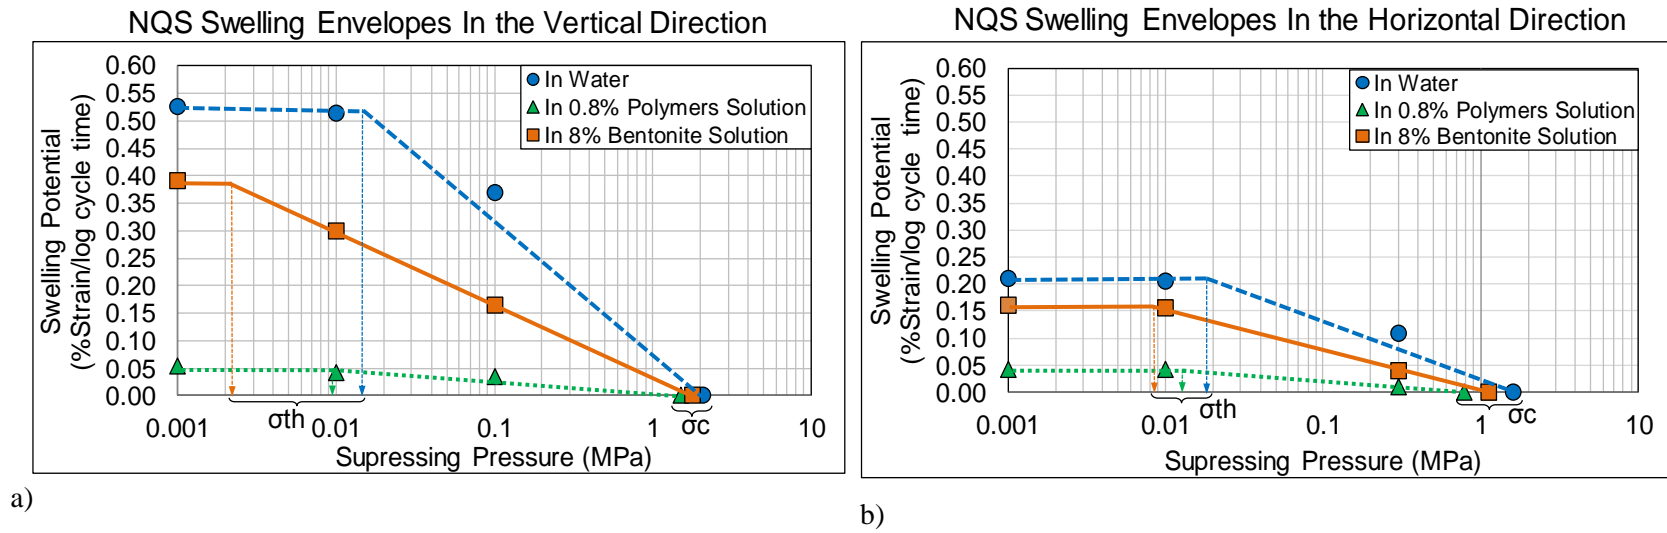 NQS Swelling Envelopes In the Vertical Direction
Swelling Potential
(%Strain/log cycle time)
0.60
0.55
0.50
0.45
0.40
0.35
0.30
0.25
0.20
0.15
0.10
0.05
0.00
In Water
In 0.8% Polymers Solution
In 8% Bentonite Solution
σth
σc
0.001
0.01
0.1
1
10
Supressing Pressure (MPa)
a)
NQS Swelling Envelopes In the Horizontal Direction
Swelling Potential
(%Strain/log cycle time)
0.60
0.55
0.50
0.45
0.40
0.35
0.30
0.25
0.20
0.15
0.10
0.05
0.00
In Water
In 0.8% Polymers Solution
In 8% Bentonite Solution
σth
σc
0.001
0.01
0.1
1
10
Supressing Pressure (MPa)
b)